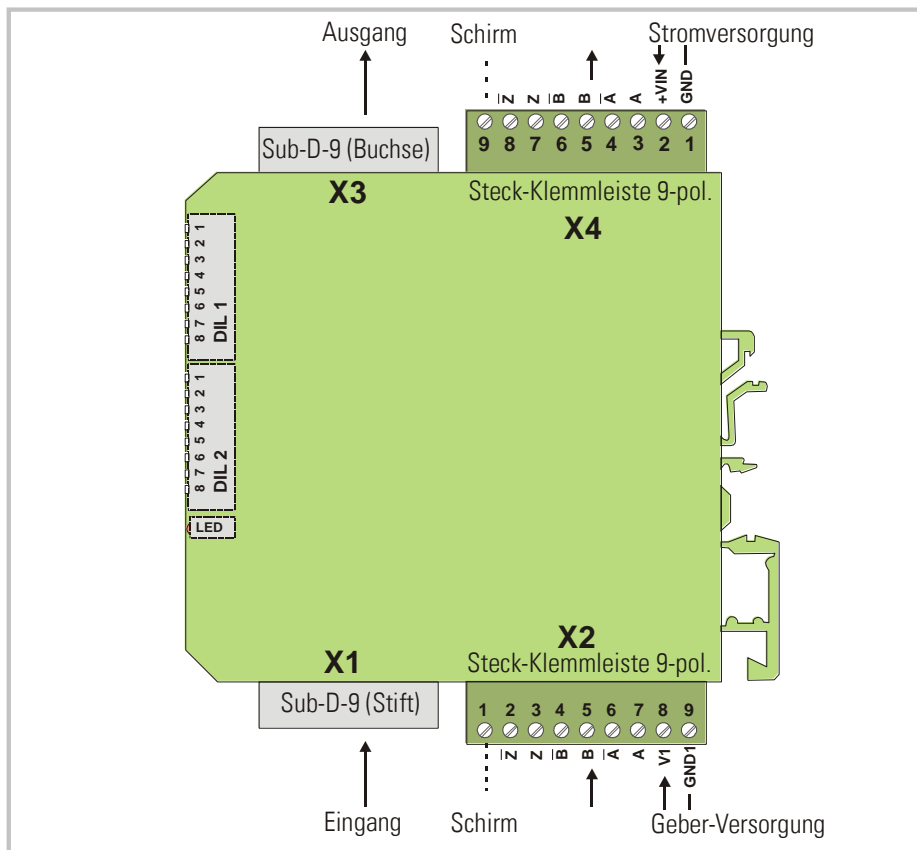 Ausgang Schirm Stromversorgung
Z̅ Z B̅ B A̅ A +VIN GND
9 8 7 6 5 4 3 2 1
Sub-D-9 (Buchse)
X3
Steck-Klemmleiste 9-pol.
X4
1 2 3 4 5 6 7 8
DIL 1
1 2 3 4 5 6 7 8
DIL 2
LED
X2
X1
Steck-Klemmleiste 9-pol.
Sub-D-9 (Stift)
1 2 3 4 5 6 7 8 9
Z̅ Z B̅ B A̅ A V1 GND1
Eingang Schirm Geber-Versorgung